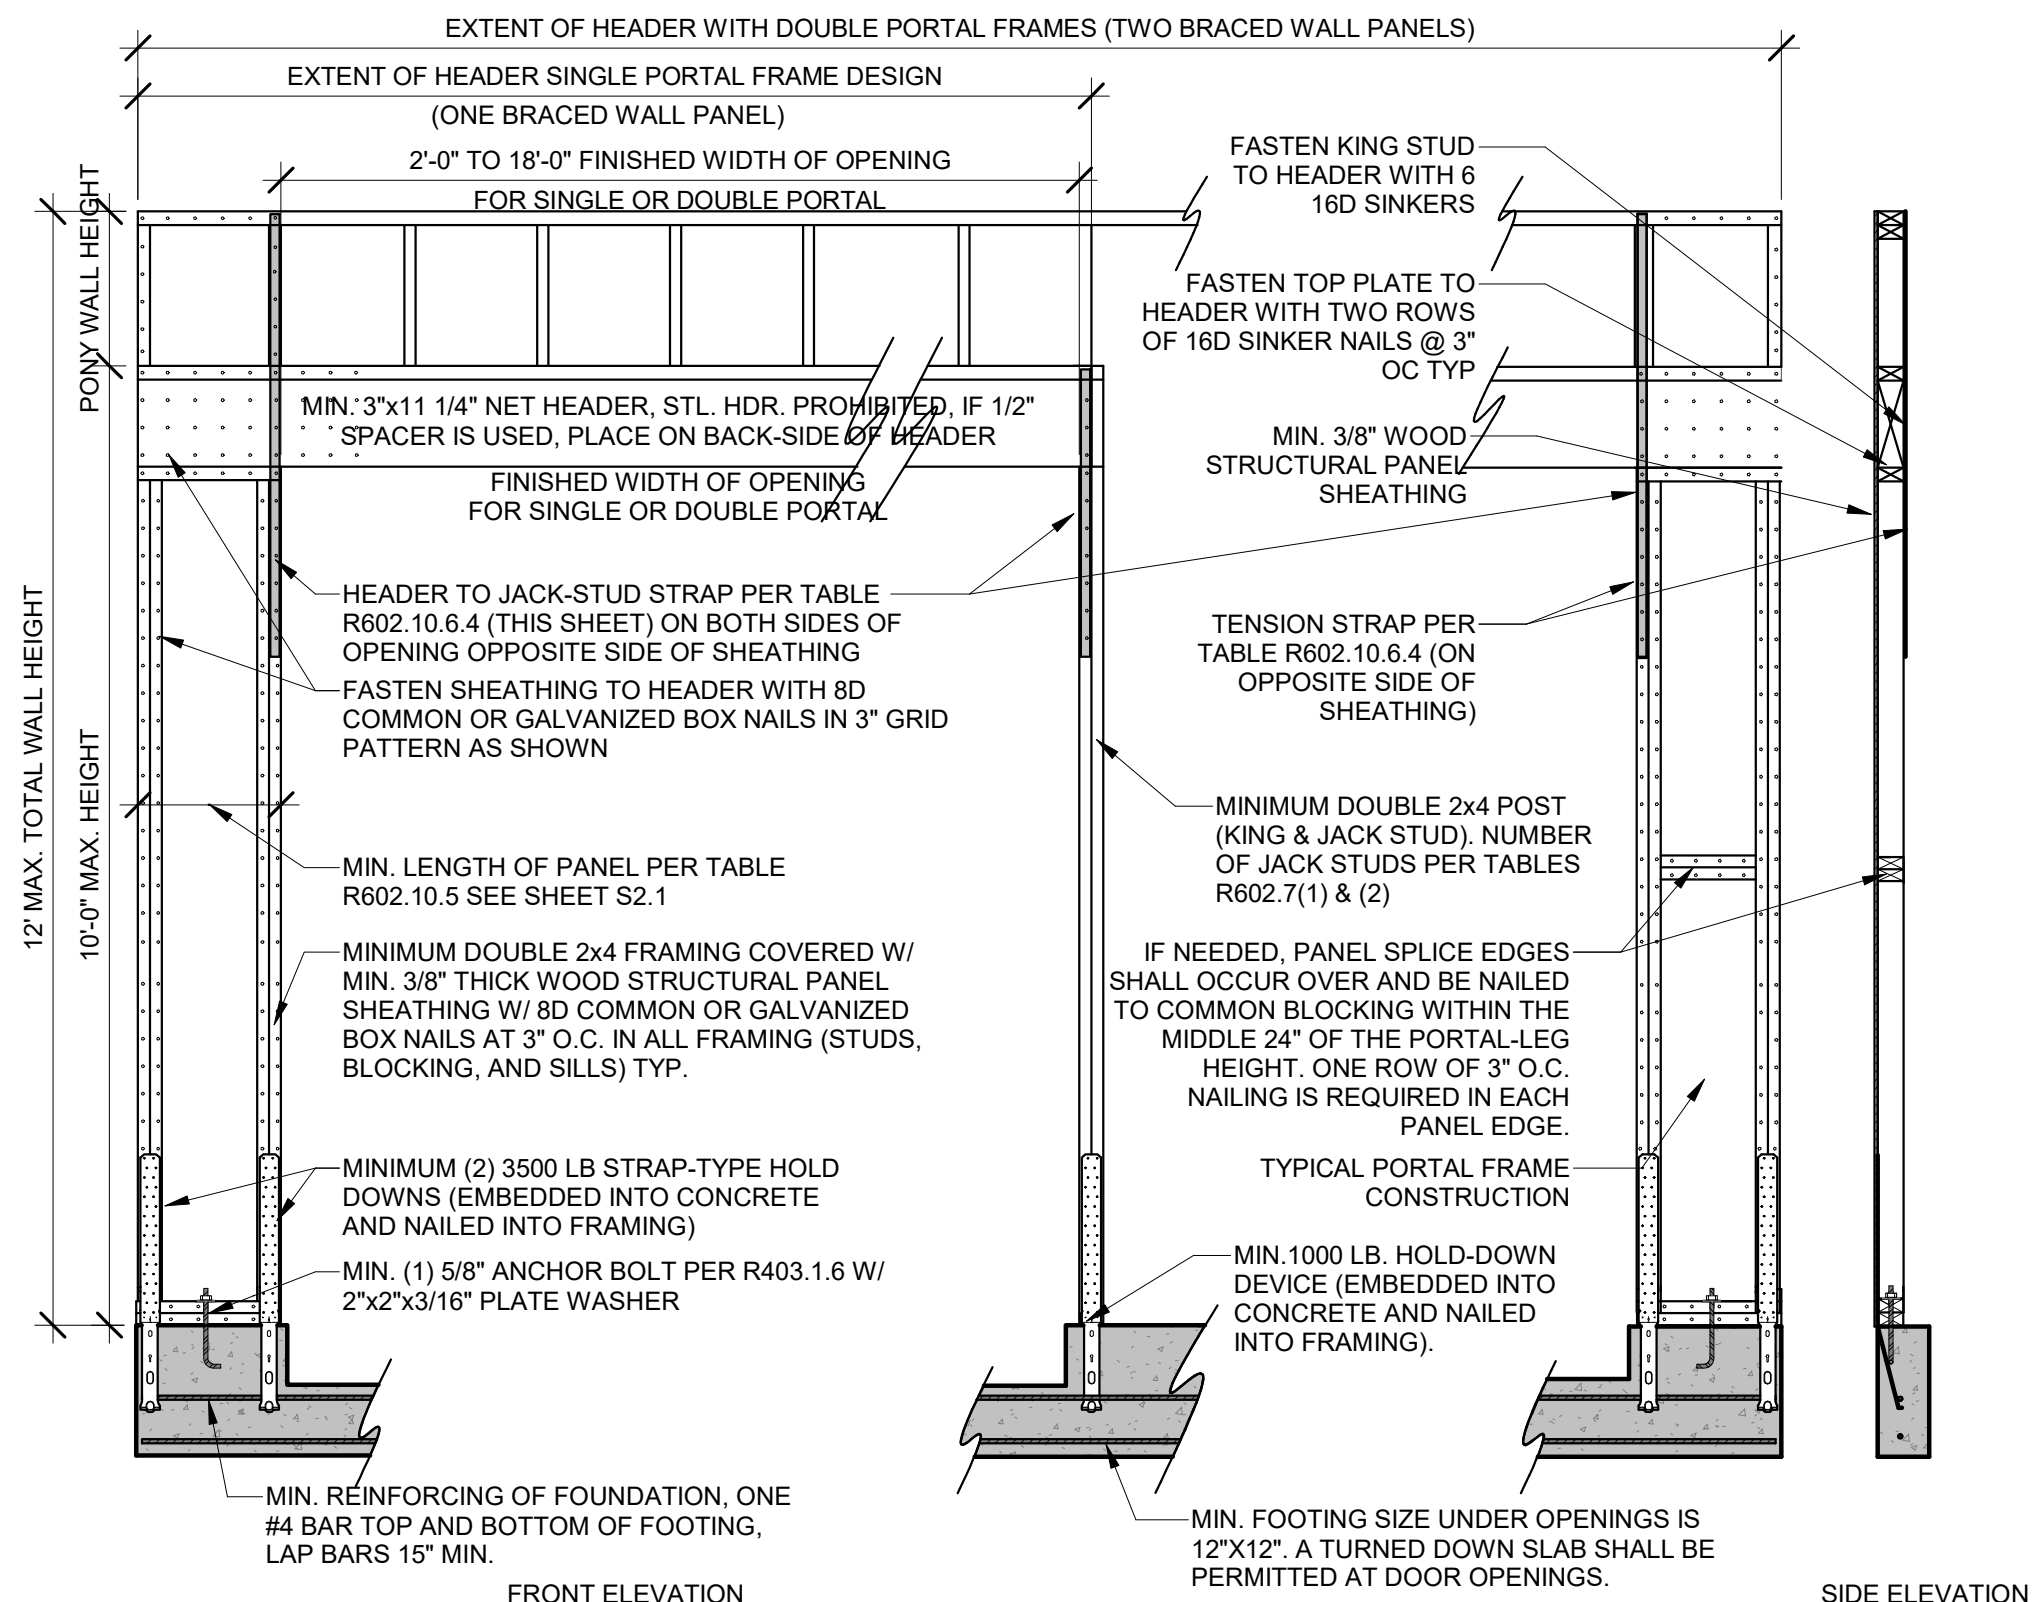 EXTENT OF HEADER WITH DOUBLE PORTAL FRAMES (TWO BRACED WALL PANELS)
EXTENT OF HEADER SINGLE PORTAL FRAME DESIGN
(ONE BRACED WALL PANEL)
2'-0" TO 18'-0" FINISHED WIDTH OF OPENING
FOR SINGLE OR DOUBLE PORTAL
PONY WALL HEIGHT
12' MAX. TOTAL WALL HEIGHT
10'-0" MAX. HEIGHT
FASTEN KING STUD
TO HEADER WITH 6
16D SINKERS
FASTEN TOP PLATE TO
HEADER WITH TWO ROWS
OF 16D SINKER NAILS @ 3"
OC TYP
MIN. 3"x11 1/4" NET HEADER, STL. HDR. PROHIBITED, IF 1/2"
SPACER IS USED, PLACE ON BACK-SIDE OF HEADER
MIN. 3/8" WOOD
STRUCTURAL PANEL
SHEATHING
FINISHED WIDTH OF OPENING
FOR SINGLE OR DOUBLE PORTAL
HEADER TO JACK-STUD STRAP PER TABLE
R602.10.6.4 (THIS SHEET) ON BOTH SIDES OF
OPENING OPPOSITE SIDE OF SHEATHING
TENSION STRAP PER
TABLE R602.10.6.4 (ON
OPPOSITE SIDE OF
SHEATHING)
FASTEN SHEATHING TO HEADER WITH 8D
COMMON OR GALVANIZED BOX NAILS IN 3" GRID
PATTERN AS SHOWN
MINIMUM DOUBLE 2x4 POST
(KING & JACK STUD). NUMBER
OF JACK STUDS PER TABLES
R602.7(1) & (2)
MIN. LENGTH OF PANEL PER TABLE
R602.10.5 SEE SHEET S2.1
MINIMUM DOUBLE 2x4 FRAMING COVERED W/
MIN. 3/8" THICK WOOD STRUCTURAL PANEL
SHEATHING W/ 8D COMMON OR GALVANIZED
BOX NAILS AT 3" O.C. IN ALL FRAMING (STUDS,
BLOCKING, AND SILLS) TYP.
IF NEEDED, PANEL SPLICE EDGES
SHALL OCCUR OVER AND BE NAILED
TO COMMON BLOCKING WITHIN THE
MIDDLE 24" OF THE PORTAL-LEG
HEIGHT. ONE ROW OF 3" O.C.
NAILING IS REQUIRED IN EACH
PANEL EDGE.
MINIMUM (2) 3500 LB STRAP-TYPE HOLD
DOWNS (EMBEDDED INTO CONCRETE
AND NAILED INTO FRAMING)
TYPICAL PORTAL FRAME
CONSTRUCTION
MIN. (1) 5/8" ANCHOR BOLT PER R403.1.6 W/
2"x2"x3/16" PLATE WASHER
MIN.1000 LB. HOLD-DOWN
DEVICE (EMBEDDED INTO
CONCRETE AND NAILED
INTO FRAMING).
MIN. REINFORCING OF FOUNDATION, ONE
#4 BAR TOP AND BOTTOM OF FOOTING,
LAP BARS 15" MIN.
MIN. FOOTING SIZE UNDER OPENINGS IS
12"X12". A TURNED DOWN SLAB SHALL BE
PERMITTED AT DOOR OPENINGS.
FRONT ELEVATION
SIDE ELEVATION